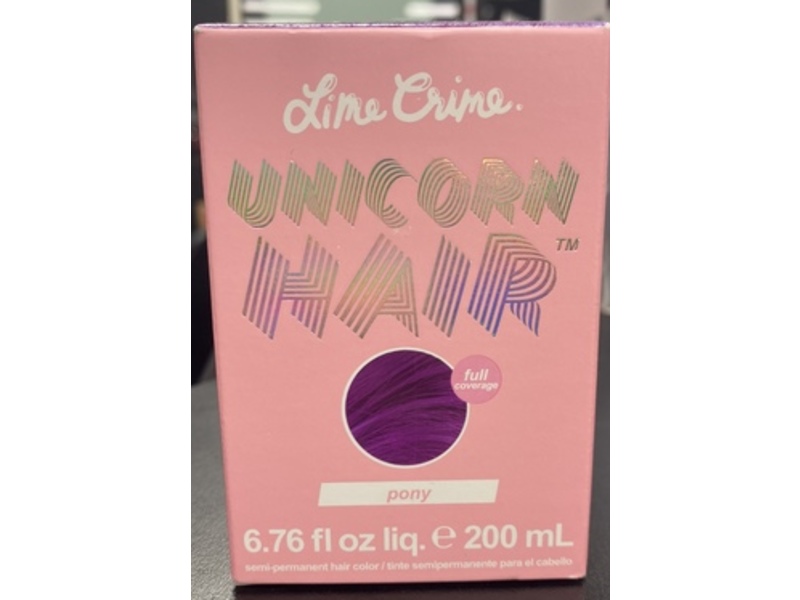 Lime Crime.
UNICORN
HAIR™
full
coverage
pony
6.76 fl oz liq. ℮ 200 mL
semi-permanent hair color / tinte semipermanente para el cabello